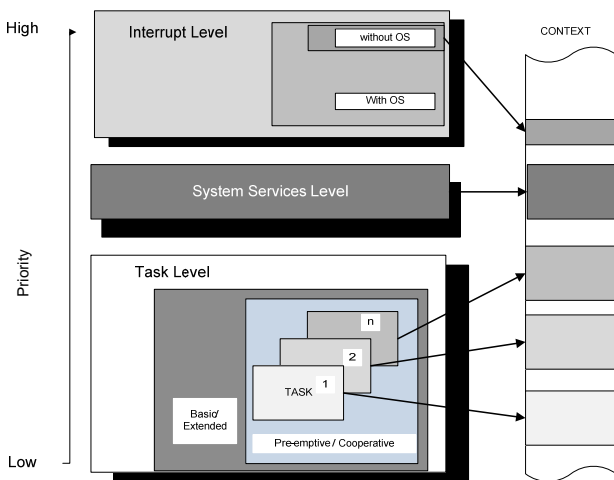 High
Interrupt Level
without OS
With OS
CONTEXT
System Services Level
Priority
Task Level
n
2
1
TASK
Basic/
Extended
Pre-emptive / Cooperative
Low